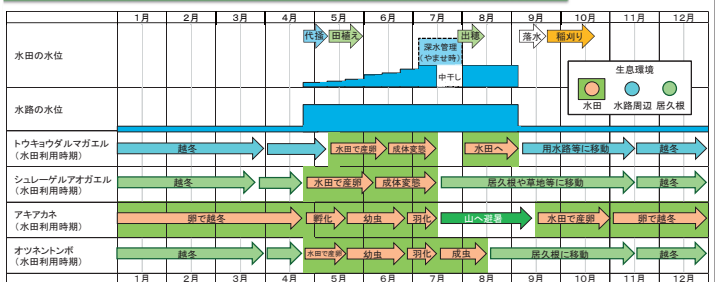 1月 2月 3月 4月 5月 6月 7月 8月 9月 10月 11月 12月
代掻 田植え 出穂 落水 稲刈り
深水管理
(やませ時)
水田の水位
中干し
生息環境
水田 水路周辺 居久根
水路の水位
トウキョウダルマガエル
(水田利用時期)
越冬 水田で産卵 成体変態 水田へ 用水路等に移動 越冬
シュレーゲルアオガエル
(水田利用時期)
越冬 水田で産卵 成体変態 居久根や草地等に移動 越冬
アキアカネ
(水田利用時期)
卵で越冬 孵化 幼虫 羽化 山へ避暑 水田で産卵 卵で越冬
オツネントンボ
(水田利用時期)
越冬 水田で産卵 幼虫 羽化 成虫 居久根に移動 越冬
1月 2月 3月 4月 5月 6月 7月 8月 9月 10月 11月 12月